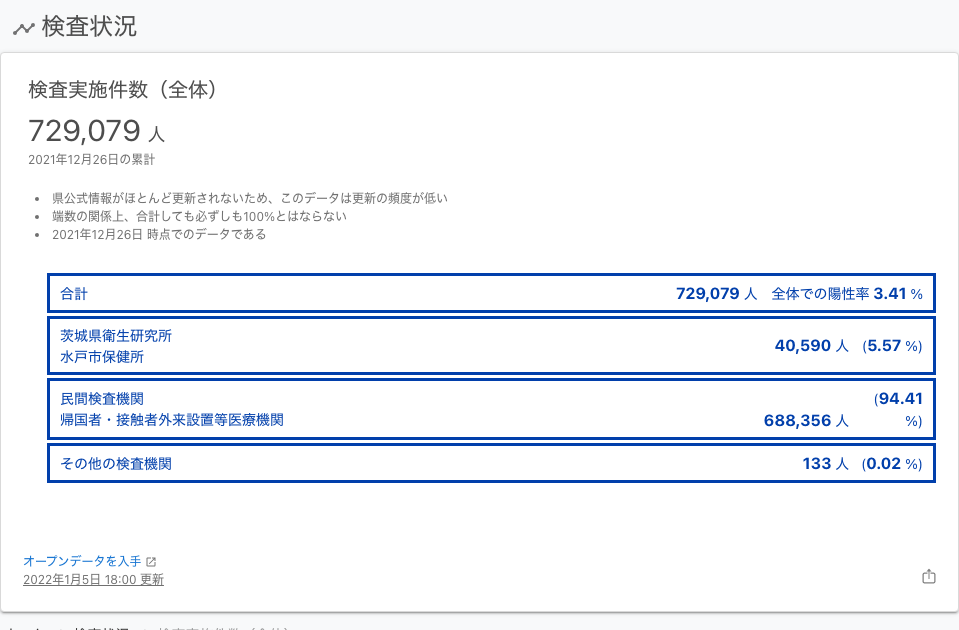 検査状況
検査実施件数（全体）
729,079 人
2021年12月26日の累計
• 県公式情報がほとんど更新されないため、このデータは更新の頻度が低い
• 端数の関係上、合計しても必ずしも100%とはならない
• 2021年12月26日 時点でのデータである
合計 729,079 人 全体での陽性率 3.41 %
茨城県衛生研究所
水戸市保健所 40,590 人 (5.57 %)
民間検査機関 (94.41
帰国者・接触者外来設置等医療機関 688,356 人 %)
その他の検査機関 133 人 (0.02 %)
オープンデータを入手
2022年1月5日 18:00 更新